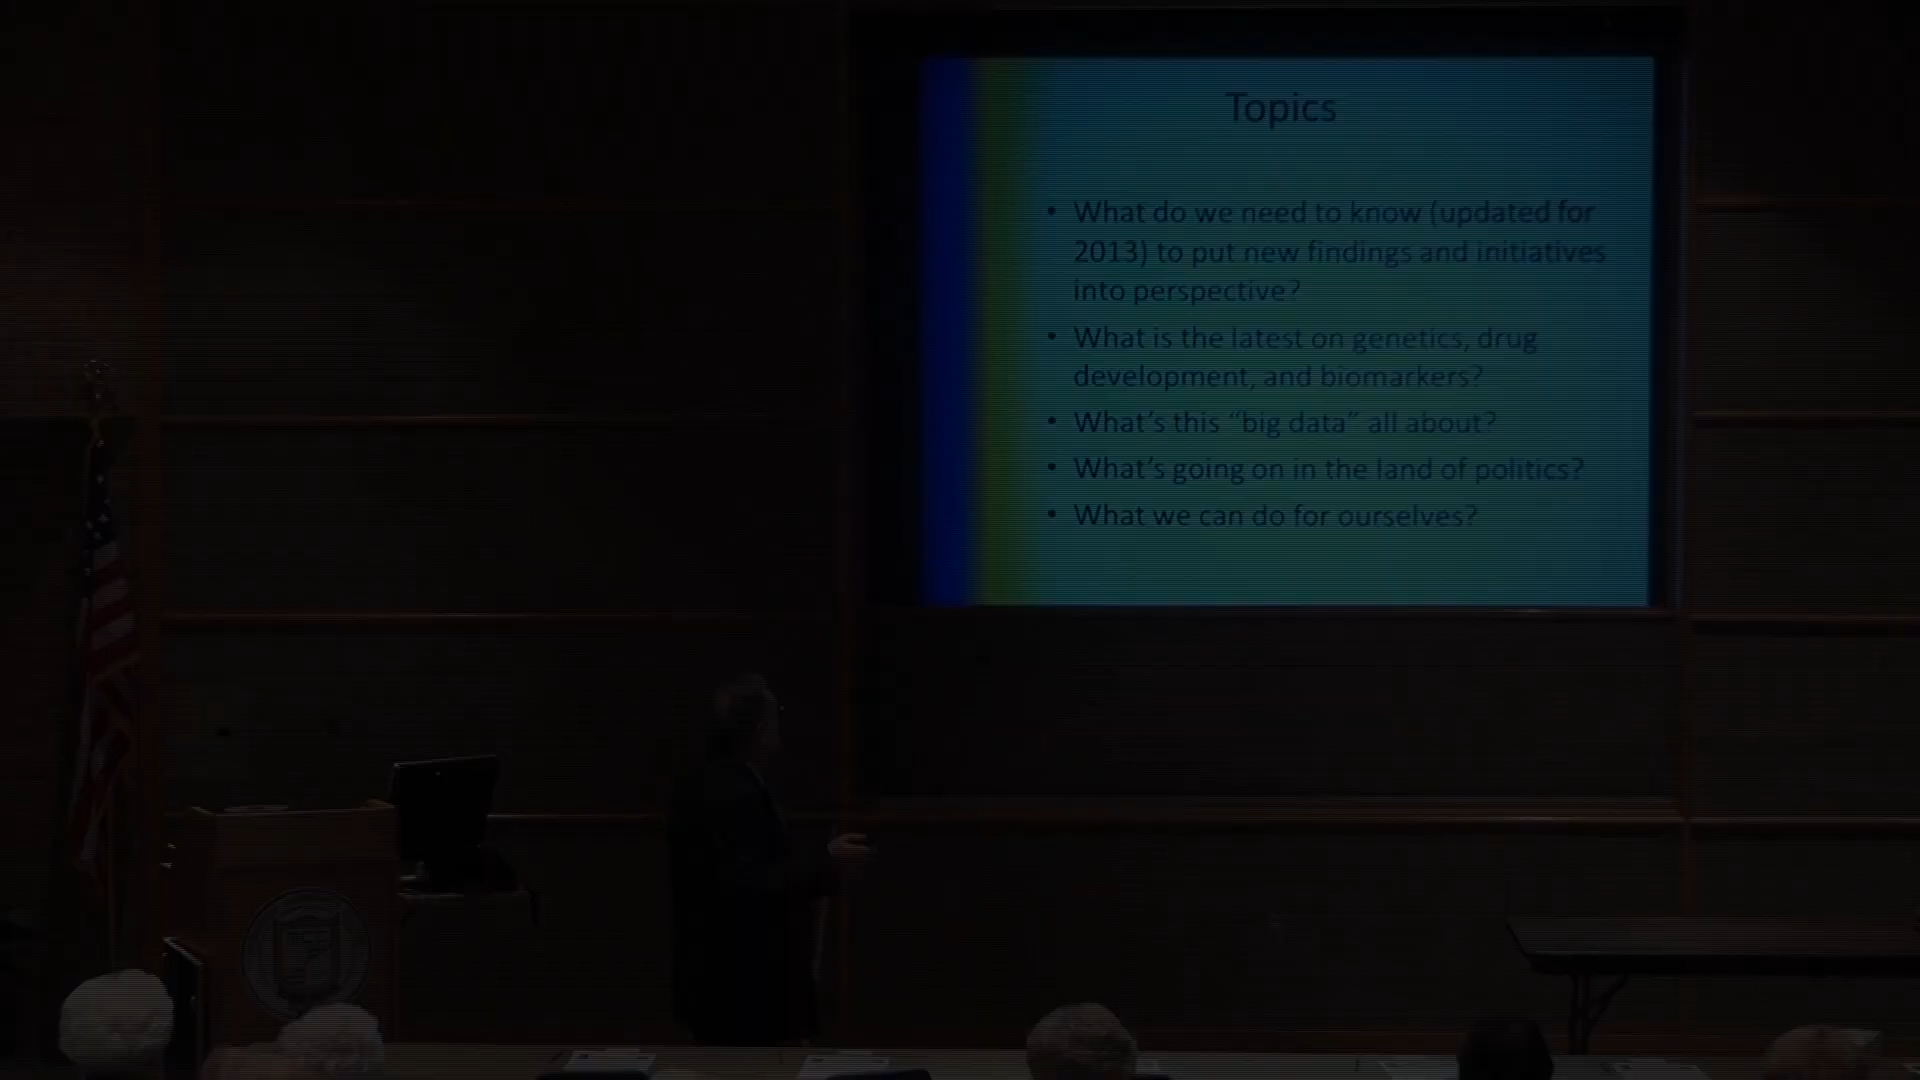 Topics
• What do we need to know (updated for
2013) to put new findings and initiatives
into perspective?
• What is the latest on genetics, drug
development, and biomarkers?
• What's this “big data” all about?
• What's going on in the land of politics?
• What we can do for ourselves?